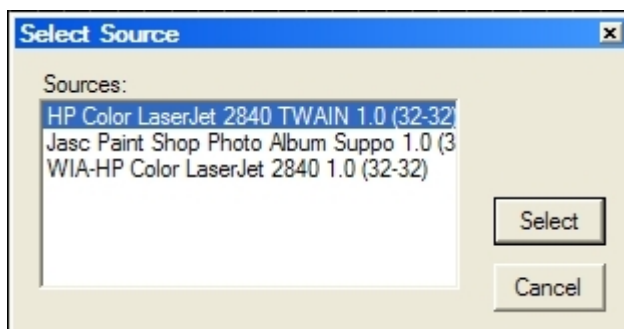 Select Source
Sources:
HP Color LaserJet 2840 TWAIN 1.0 (32-32)
Jasc Paint Shop Photo Album Suppo 1.0 (3
WIA-HP Color LaserJet 2840 1.0 (32-32)
Select
Cancel